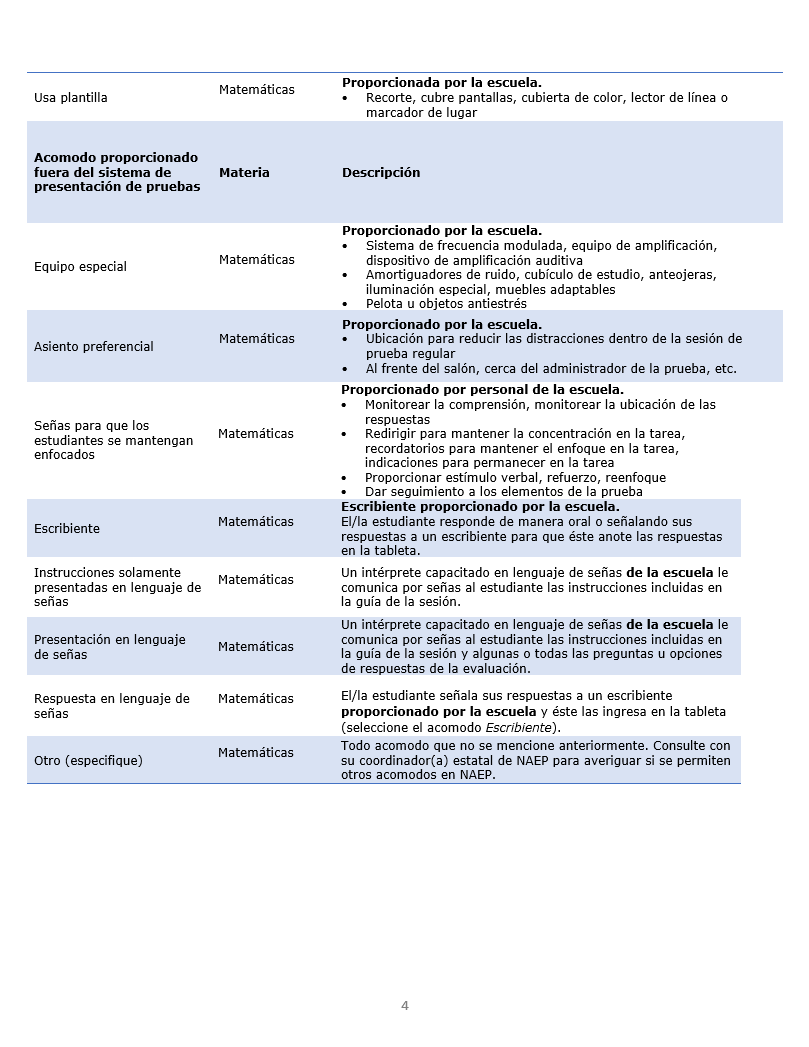 Usa plantilla
Matemáticas
Proporcionada por la escuela.
• Recorte, cubre pantallas, cubierta de color, lector de línea o
marcador de lugar
Acomodo proporcionado
fuera del sistema de
presentación de pruebas
Materia
Descripción
Equipo especial
Matemáticas
Proporcionado por la escuela.
• Sistema de frecuencia modulada, equipo de amplificación,
dispositivo de amplificación auditiva
• Amortiguadores de ruido, cubículo de estudio, anteojeras,
iluminación especial, muebles adaptables
• Pelota u objetos antiestrés
Asiento preferencial
Matemáticas
Proporcionado por la escuela.
• Ubicación para reducir las distracciones dentro de la sesión de
prueba regular
• Al frente del salón, cerca del administrador de la prueba, etc.
Señas para que los
estudiantes se mantengan
enfocados
Matemáticas
Proporcionado por personal de la escuela.
• Monitorear la comprensión, monitorear la ubicación de las
respuestas
• Redirigir para mantener la concentración en la tarea,
recordatorios para mantener el enfoque en la tarea,
indicaciones para permanecer en la tarea
• Proporcionar estímulo verbal, refuerzo, reenfoque
• Dar seguimiento a los elementos de la prueba
Escribiente
Matemáticas
Escribiente proporcionado por la escuela.
El/la estudiante responde de manera oral o señalando sus
respuestas a un escribiente para que éste anote las respuestas
en la tableta.
Instrucciones solamente
presentadas en lenguaje de
señas
Matemáticas
Un intérprete capacitado en lenguaje de señas de la escuela le
comunica por señas al estudiante las instrucciones incluidas en
la guía de la sesión.
Presentación en lenguaje
de señas
Matemáticas
Un intérprete capacitado en lenguaje de señas de la escuela le
comunica por señas al estudiante las instrucciones incluidas en
la guía de la sesión y algunas o todas las preguntas u opciones
de respuestas de la evaluación.
Respuesta en lenguaje de
señas
Matemáticas
El/la estudiante señala sus respuestas a un escribiente
proporcionado por la escuela y éste las ingresa en la tableta
(seleccione el acomodo Escribiente).
Otro (especifique)
Matemáticas
Todo acomodo que no se mencione anteriormente. Consulte con
su coordinador(a) estatal de NAEP para averiguar si se permiten
otros acomodos en NAEP.
4